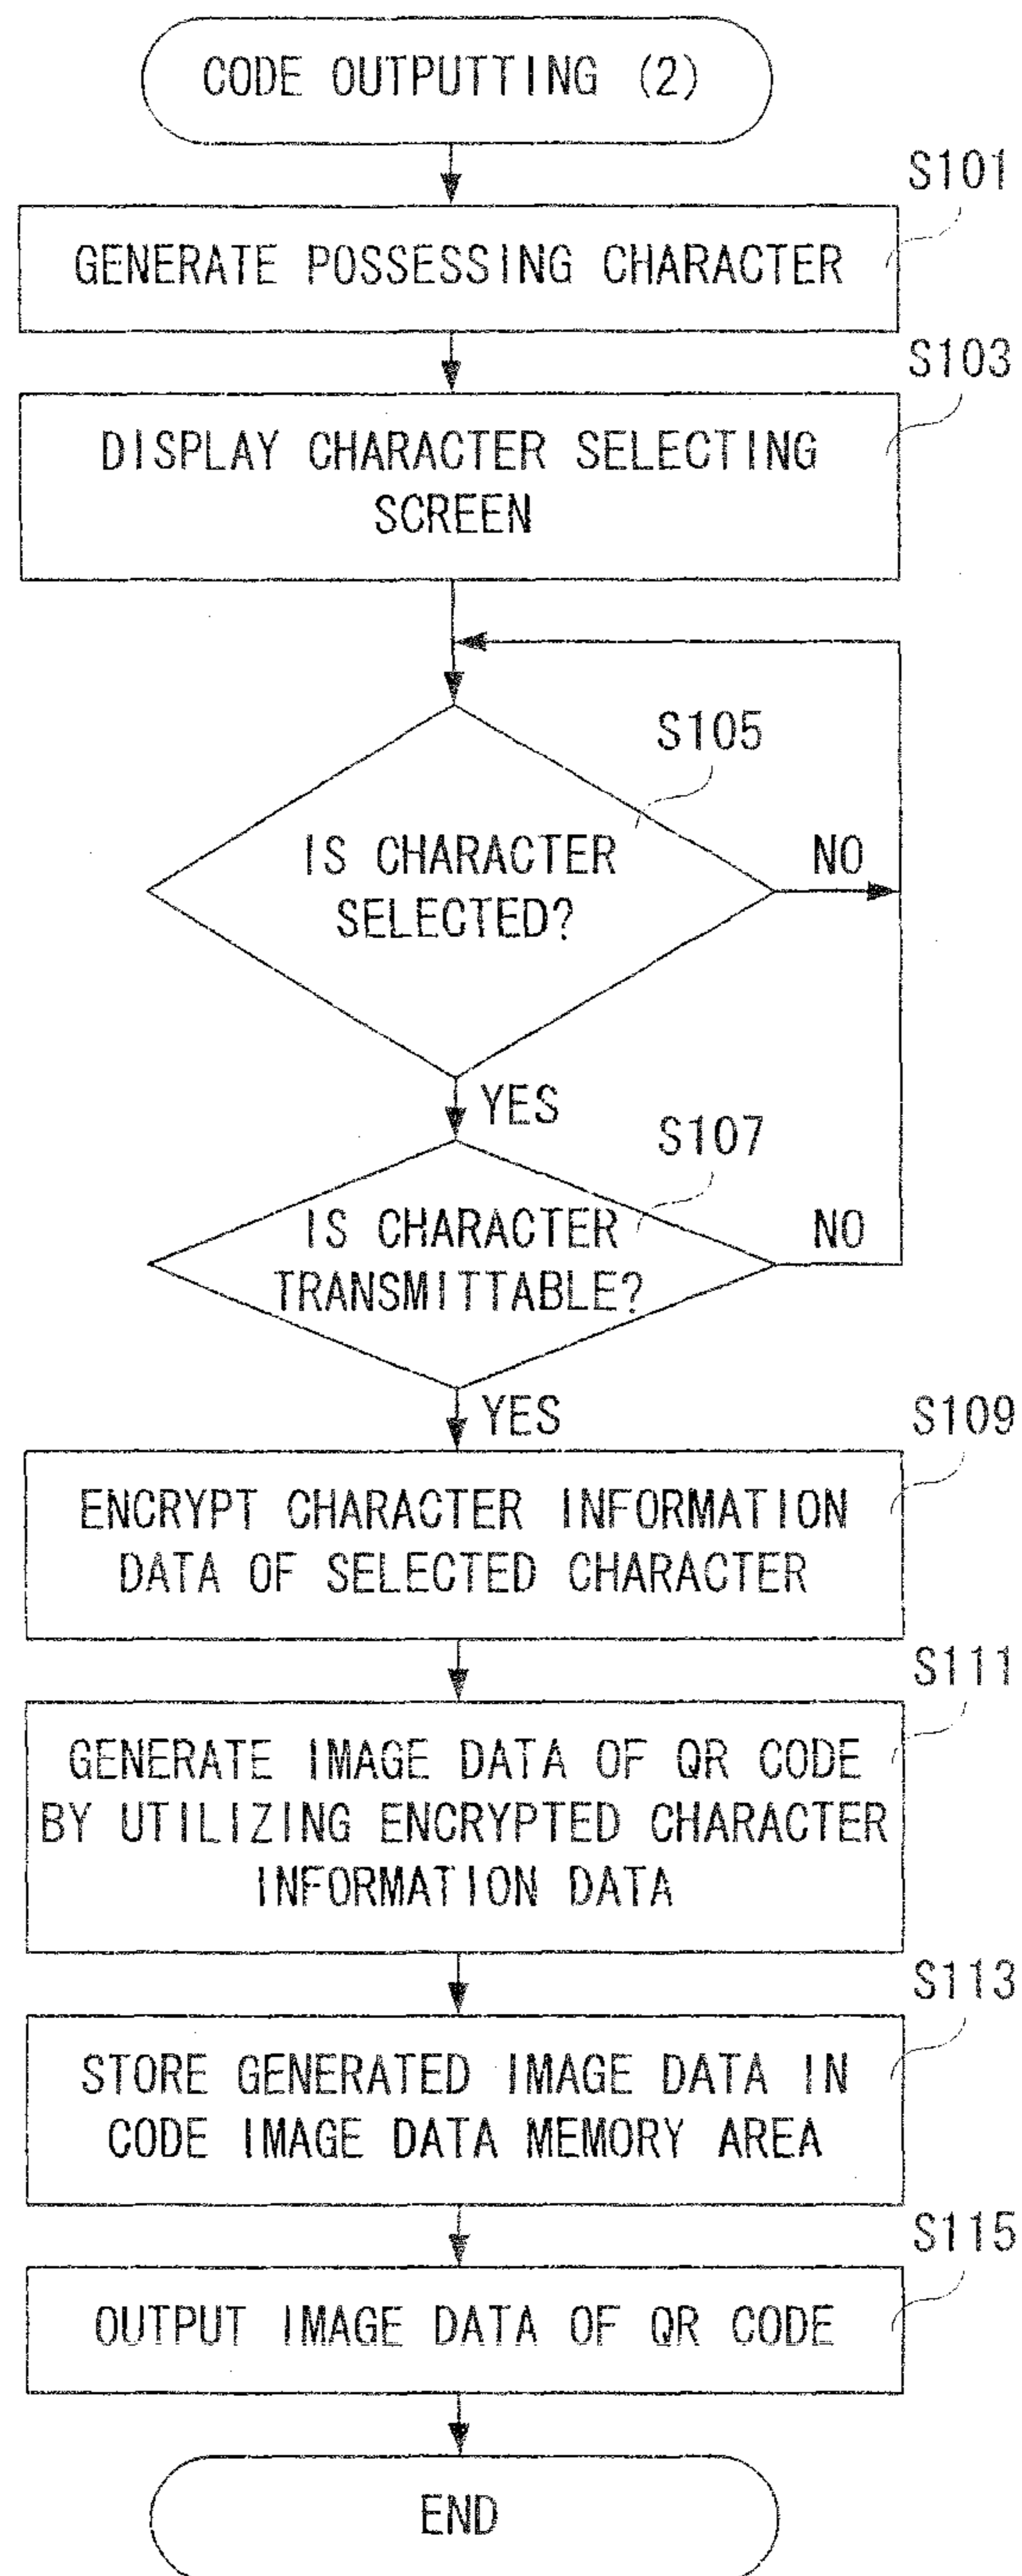 CODE OUTPUTTING (2)
S101
GENERATE POSSESSING CHARACTER
S103
DISPLAY CHARACTER SELECTING
SCREEN
S105
IS CHARACTER
SELECTED?
NO
YES
S107
IS CHARACTER
TRANSMITTABLE?
NO
YES
S109
ENCRYPT CHARACTER INFORMATION
DATA OF SELECTED CHARACTER
S111
GENERATE IMAGE DATA OF QR CODE
BY UTILIZING ENCRYPTED CHARACTER
INFORMATION DATA
S113
STORE GENERATED IMAGE DATA IN
CODE IMAGE DATA MEMORY AREA
S115
OUTPUT IMAGE DATA OF QR CODE
END